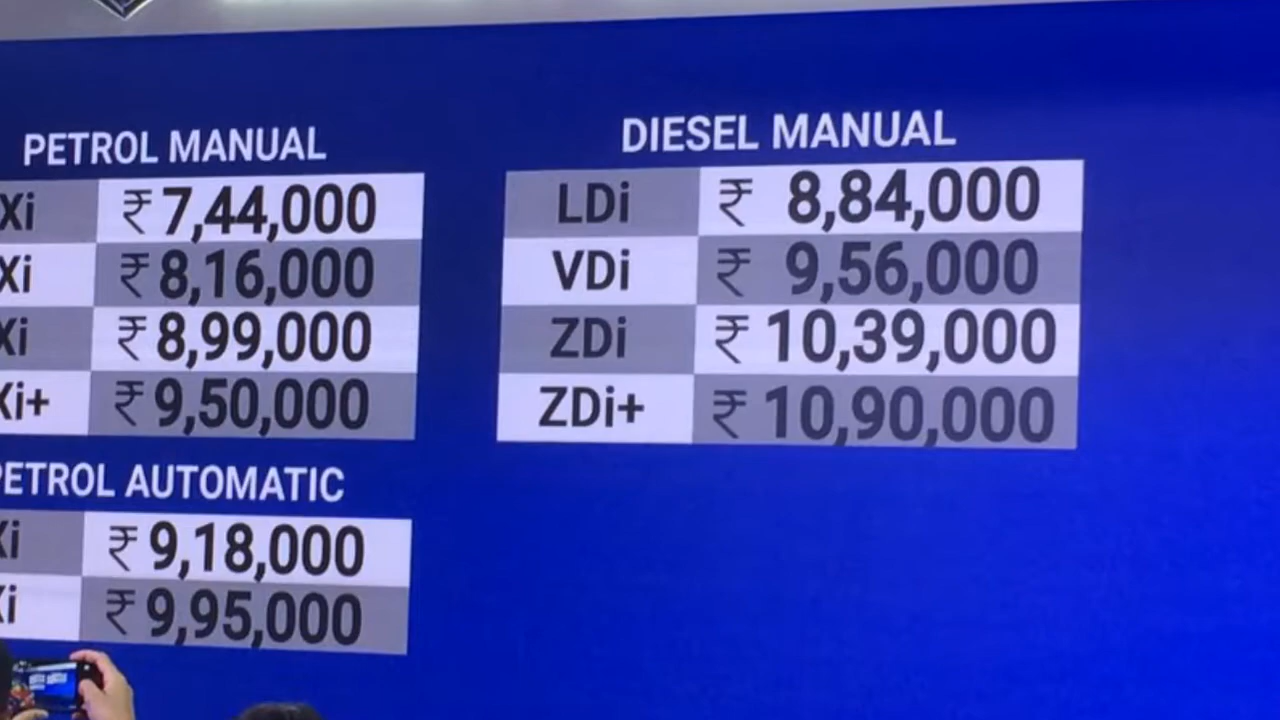 PETROL MANUAL
Xi ₹ 7,44,000
Xi ₹ 8,16,000
Xi ₹ 8,99,000
Xi+ ₹ 9,50,000
PETROL AUTOMATIC
Xi ₹ 9,18,000
Xi ₹ 9,95,000
DIESEL MANUAL
LDi ₹ 8,84,000
VDi ₹ 9,56,000
ZDi ₹ 10,39,000
ZDi+ ₹ 10,90,000